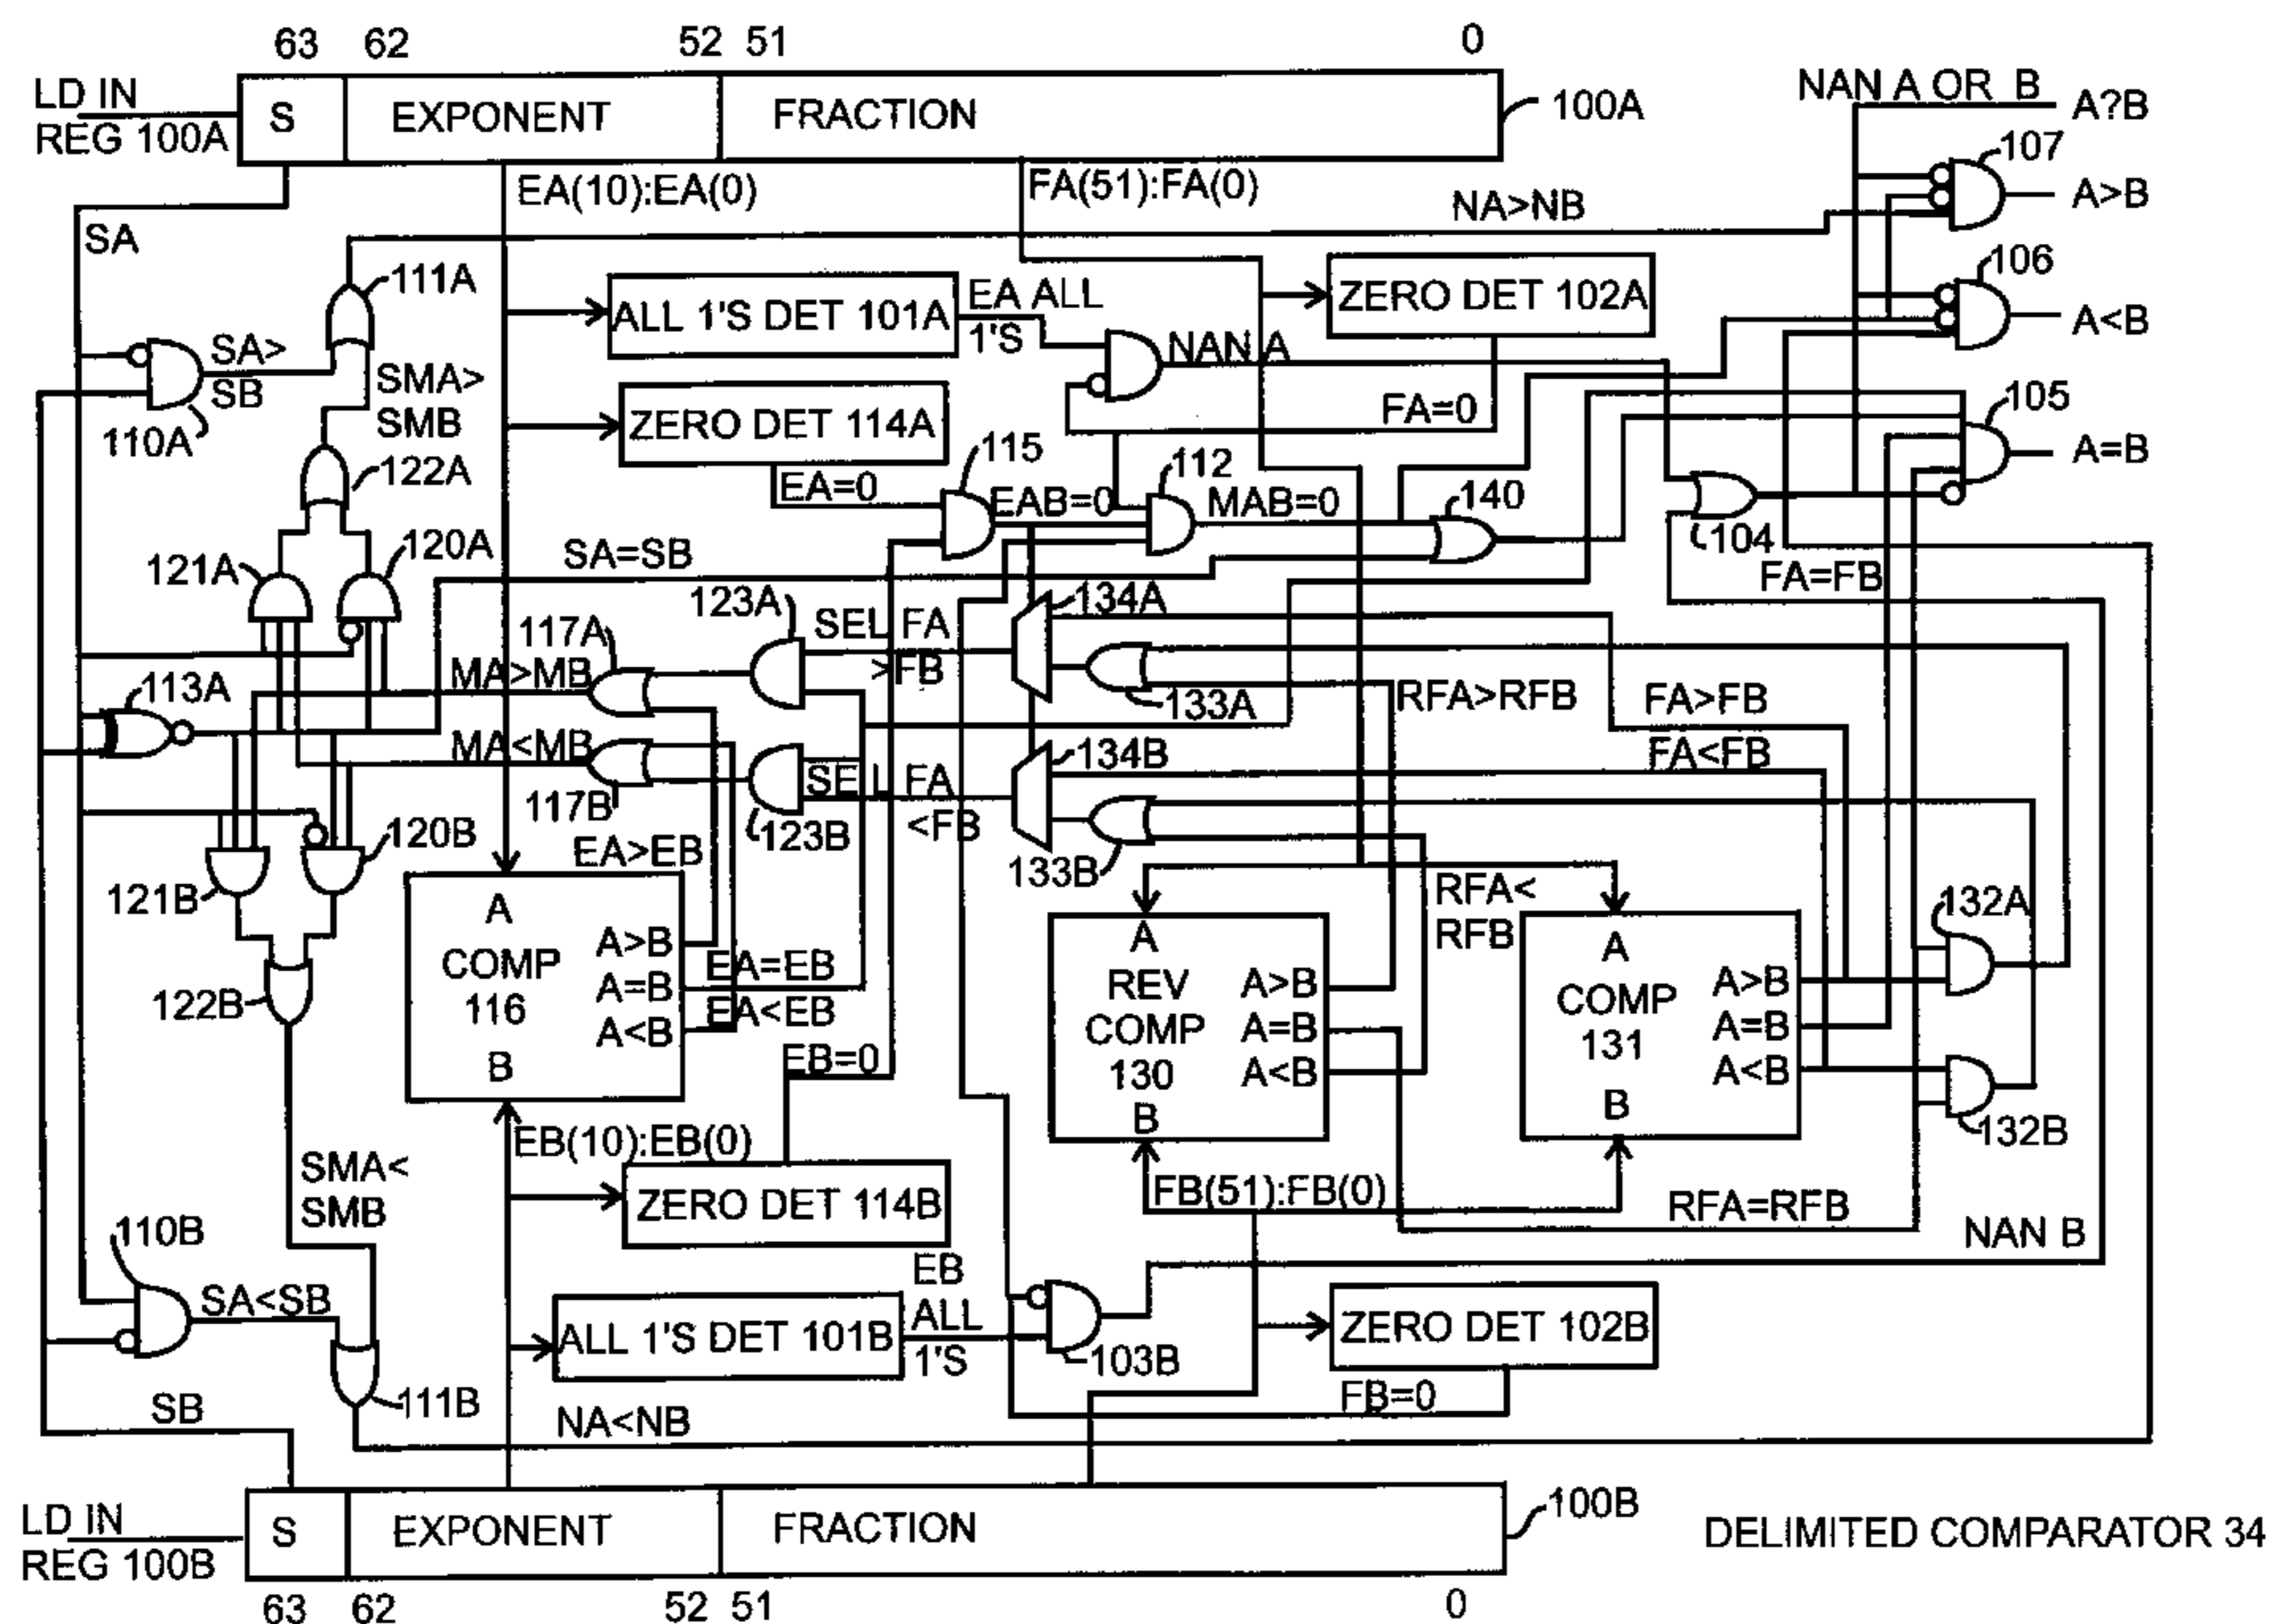 63 62 52 51 0
LD IN
REG 100A
S EXPONENT FRACTION
100A
NAN A OR B
A?B
107
EA(10):EA(0)
FA(51):FA(0)
NA>NB
A>B
SA
111A
ALL 1'S DET 101A
EA ALL
1'S
ZERO DET 102A
106
A<B
SA>
SB
NAN A
SMA>
SMB
110A
ZERO DET 114A
FA=0
105
A=B
122A
115
112
EA=0
EAB=0
MAB=0
140
104
120A
121A
SA=SB
FA=FB
123A
134A
SEL FA
>FB
117A
MA>MB
113A
133A
RFA>RFB
FA>FB
MA<MB
134B
FA<FB
SEL FA
<FB
117B
123B
120B
EA>EB
133B
121B
RFA<
RFB
132A
A
COMP
116
B
A>B
A=B
A<B
EA=EB
EA<EB
A
REV
COMP
130
B
A>B
A=B
A<B
A
COMP
131
B
A>B
A=B
A<B
122B
EB=0
132B
EB(10):EB(0)
SMA<
SMB
FB(51):FB(0)
ZERO DET 114B
RFA=RFB
NAN B
110B
EB
ALL
1'S
SA<SB
ALL 1'S DET 101B
103B
ZERO DET 102B
111B
FB=0
SB
NA<NB
LD IN
REG 100B
S EXPONENT FRACTION
100B
DELIMITED COMPARATOR 34
63 62 52 51 0